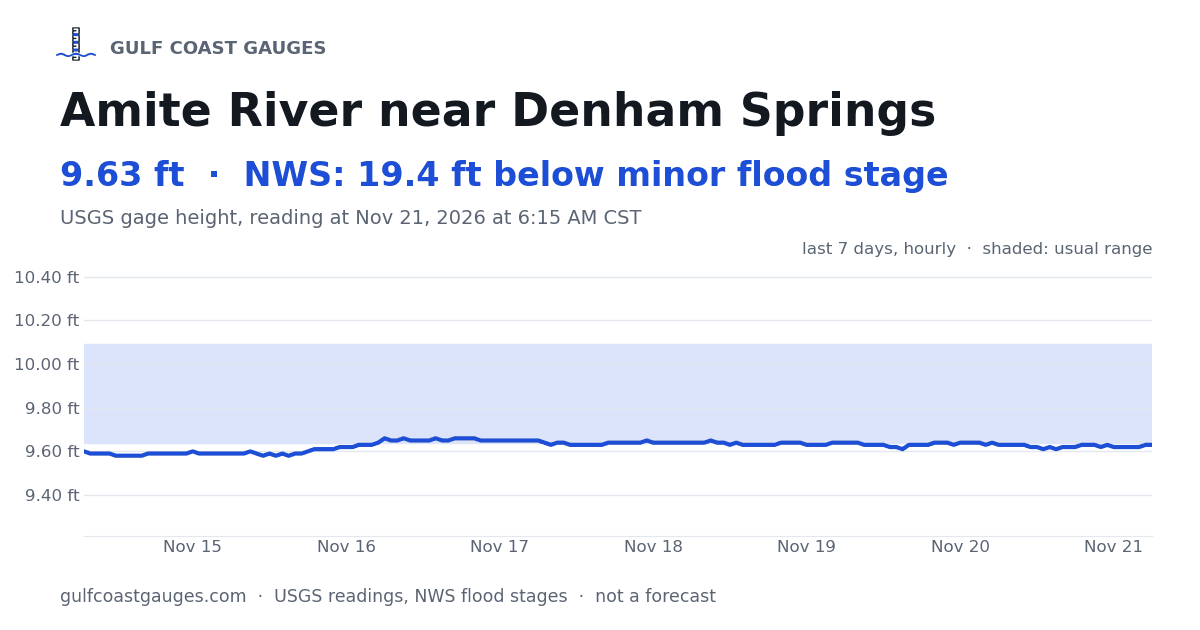 GULF COAST GAUGES
Amite River near Denham Springs
9.63 ft · NWS: 19.4 ft below minor flood stage
USGS gage height, reading at Nov 21, 2026 at 6:15 AM CST
last 7 days, hourly · shaded: usual range
10.40 ft
10.20 ft
10.00 ft
9.80 ft
9.60 ft
9.40 ft
Nov 15 Nov 16 Nov 17 Nov 18 Nov 19 Nov 20 Nov 21
gulfcoastgauges.com · USGS readings, NWS flood stages · not a forecast